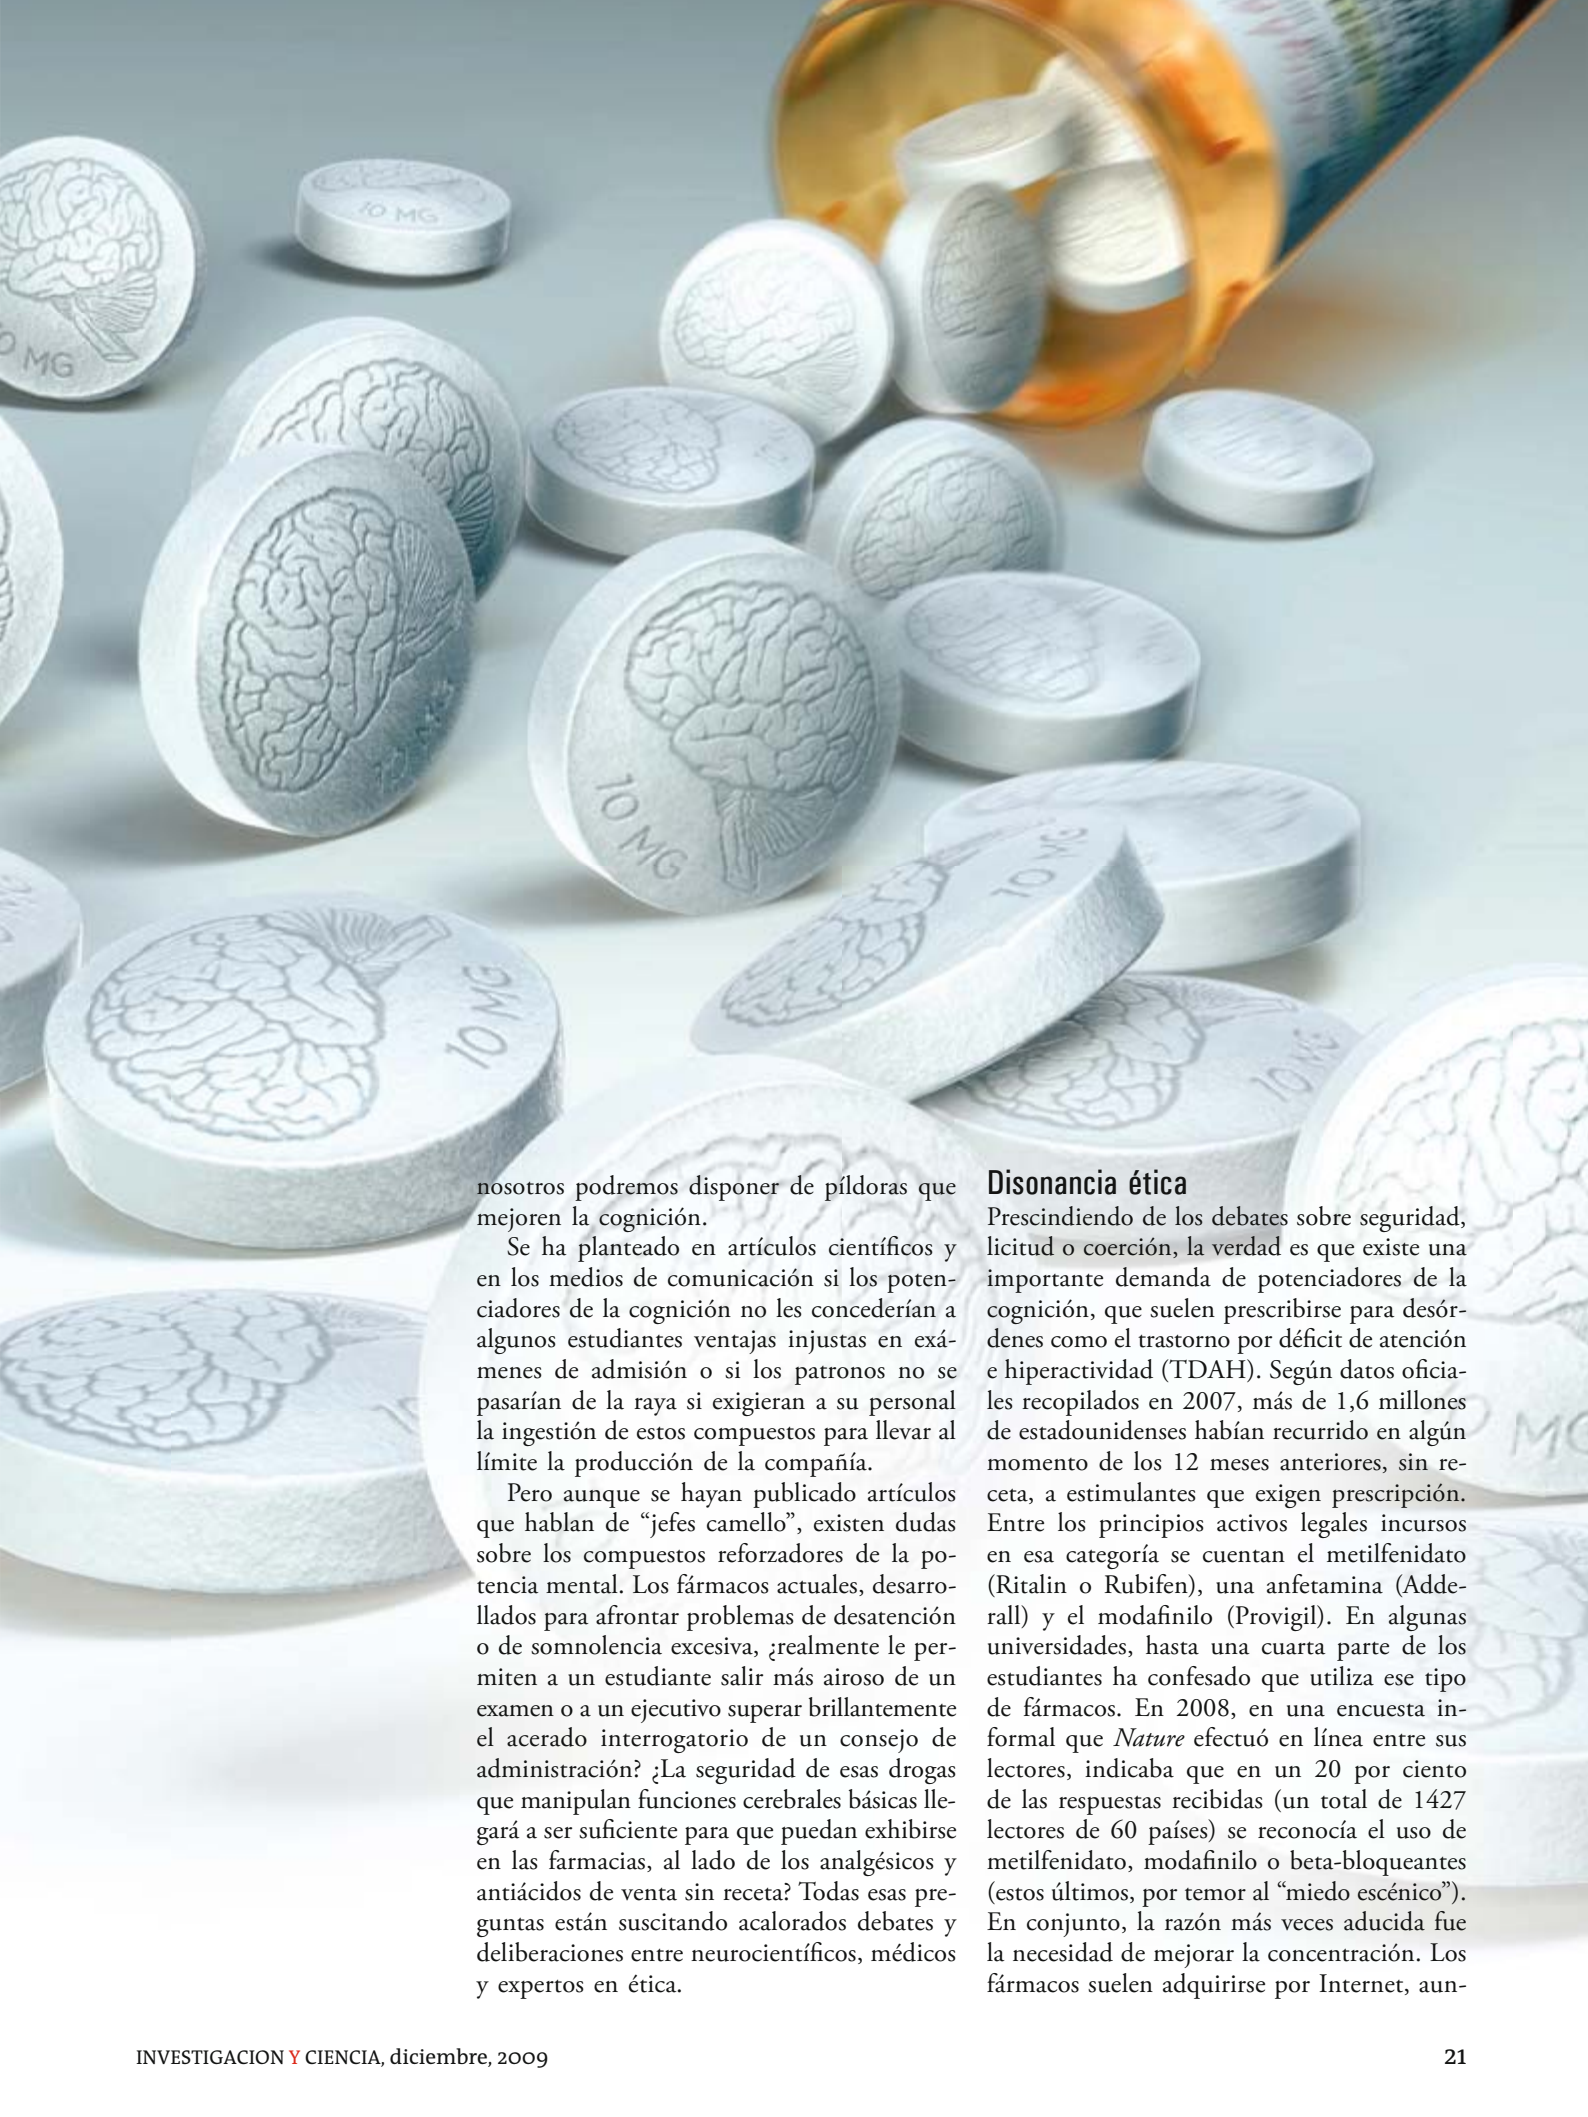 10 MG
MG
10 MG
10 MG
10 MG
10 MG
nosotros podremos disponer de píldoras que
mejoren la cognición.
Se ha planteado en artículos científicos y
en los medios de comunicación si los poten-
ciadores de la cognición no les concederían a
algunos estudiantes ventajas injustas en exá-
menes de admisión o si los patronos no se
pasarían de la raya si exigieran a su personal
la ingestión de estos compuestos para llevar al
límite la producción de la compañía.
Pero aunque se hayan publicado artículos
que hablan de “jefes camello”, existen dudas
sobre los compuestos reforzadores de la po-
tencia mental. Los fármacos actuales, desarro-
llados para afrontar problemas de desatención
o de somnolencia excesiva, ¿realmente le per-
miten a un estudiante salir más airoso de un
examen o a un ejecutivo superar brillantemente
el acerado interrogatorio de un consejo de
administración? ¿La seguridad de esas drogas
que manipulan funciones cerebrales básicas lle-
gará a ser suficiente para que puedan exhibirse
en las farmacias, al lado de los analgésicos y
antiácidos de venta sin receta? Todas esas pre-
guntas están suscitando acalorados debates y
deliberaciones entre neurocientíficos, médicos
y expertos en ética.
Disonancia ética
Prescindiendo de los debates sobre seguridad,
licitud o coerción, la verdad es que existe una
importante demanda de potenciadores de la
cognición, que suelen prescribirse para desór-
denes como el trastorno por déficit de atención
e hiperactividad (TDAH). Según datos oficia-
les recopilados en 2007, más de 1,6 millones
de estadounidenses habían recurrido en algún
momento de los 12 meses anteriores, sin re-
ceta, a estimulantes que exigen prescripción.
Entre los principios activos legales incursos
en esa categoría se cuentan el metilfenidato
(Ritalin o Rubifen), una anfetamina (Adde-
rall) y el modafinilo (Provigil). En algunas
universidades, hasta una cuarta parte de los
estudiantes ha confesado que utiliza ese tipo
de fármacos. En 2008, en una encuesta in-
formal que Nature efectuó en línea entre sus
lectores, indicaba que en un 20 por ciento
de las respuestas recibidas (un total de 1427
lectores de 60 países) se reconocía el uso de
metilfenidato, modafinilo o beta-bloqueantes
(estos últimos, por temor al “miedo escénico”).
En conjunto, la razón más veces aducida fue
la necesidad de mejorar la concentración. Los
fármacos suelen adquirirse por Internet, aun-
INVESTIGACION Y CIENCIA, diciembre, 2009
21